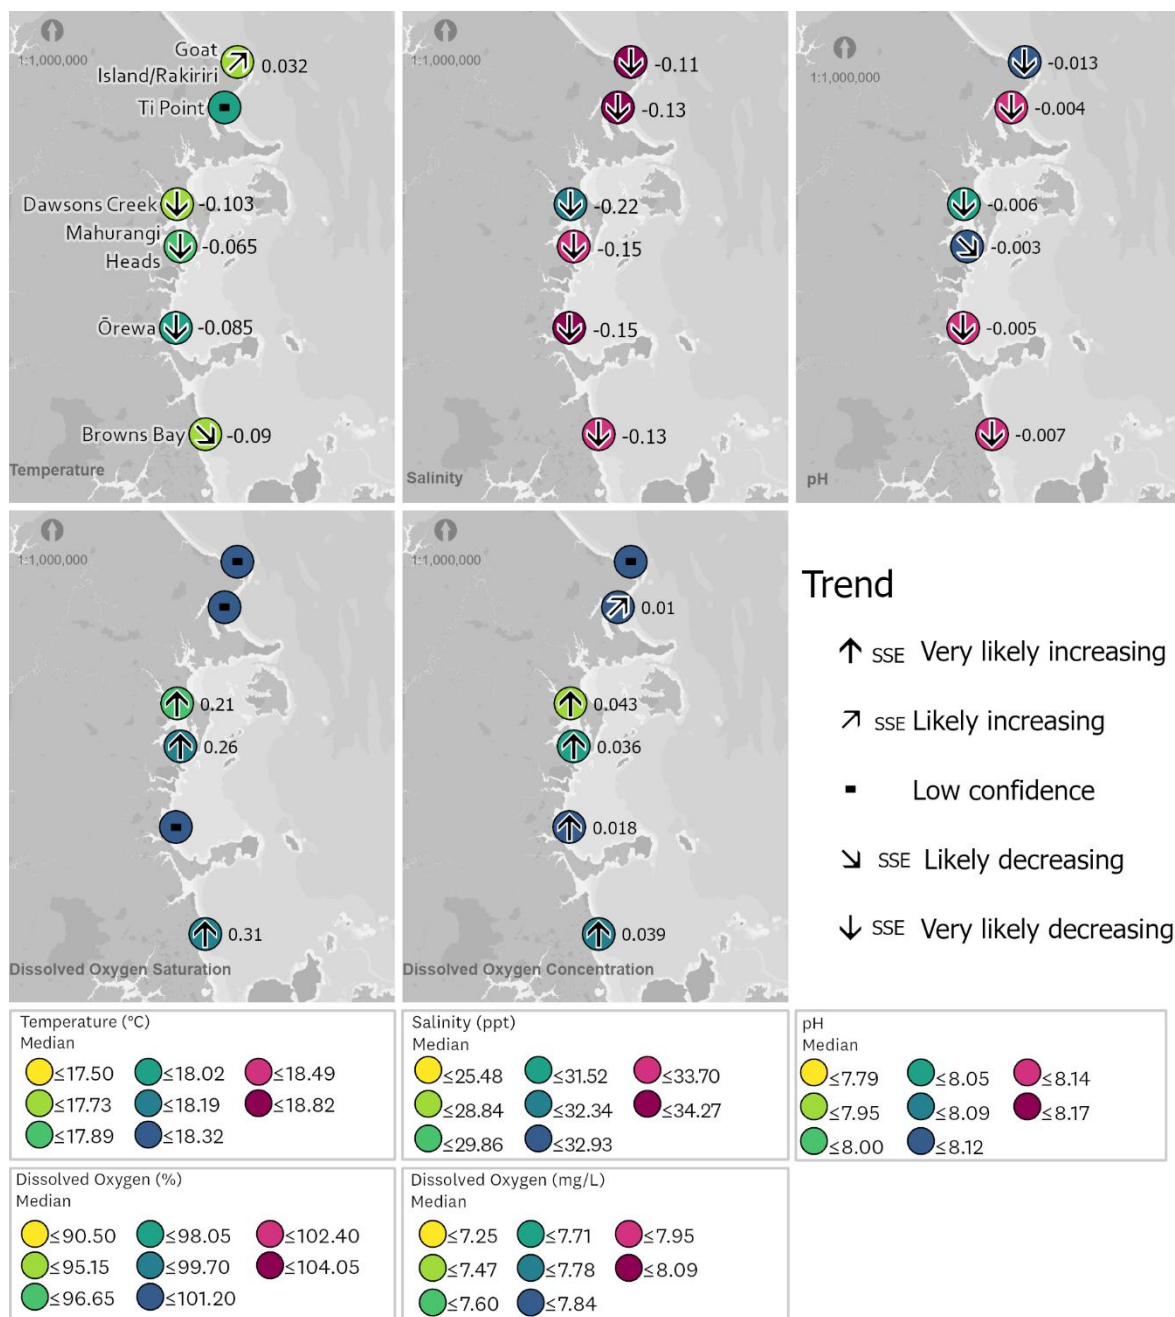 1:1,000,000
Goat
Island/Rakiriri
0.032
Ti Point
Dawsons Creek
-0.103
Mahurangi
Heads
-0.065
Ōrewa
-0.085
Browns Bay
-0.09
Temperature
1:1,000,000
-0.11
-0.13
-0.22
-0.15
-0.15
-0.13
Salinity
1:1,000,000
-0.013
-0.004
-0.006
-0.003
-0.005
-0.007
pH
1:1,000,000
0.21
0.26
0.31
Dissolved Oxygen Saturation
1:1,000,000
0.01
0.043
0.036
0.018
0.039
Dissolved Oxygen Concentration
Trend
SSE Very likely increasing
SSE Likely increasing
Low confidence
SSE Likely decreasing
SSE Very likely decreasing
Temperature (°C)
Median
≤17.50 ≤18.02 ≤18.49
≤17.73 ≤18.19 ≤18.82
≤17.89 ≤18.32
Salinity (ppt)
Median
≤25.48 ≤31.52 ≤33.70
≤28.84 ≤32.34 ≤34.27
≤29.86 ≤32.93
pH
Median
≤7.79 ≤8.05 ≤8.14
≤7.95 ≤8.09 ≤8.17
≤8.00 ≤8.12
Dissolved Oxygen (%)
Median
≤90.50 ≤98.05 ≤102.40
≤95.15 ≤99.70 ≤104.05
≤96.65 ≤101.20
Dissolved Oxygen (mg/L)
Median
≤7.25 ≤7.71 ≤7.95
≤7.47 ≤7.78 ≤8.09
≤7.60 ≤7.84